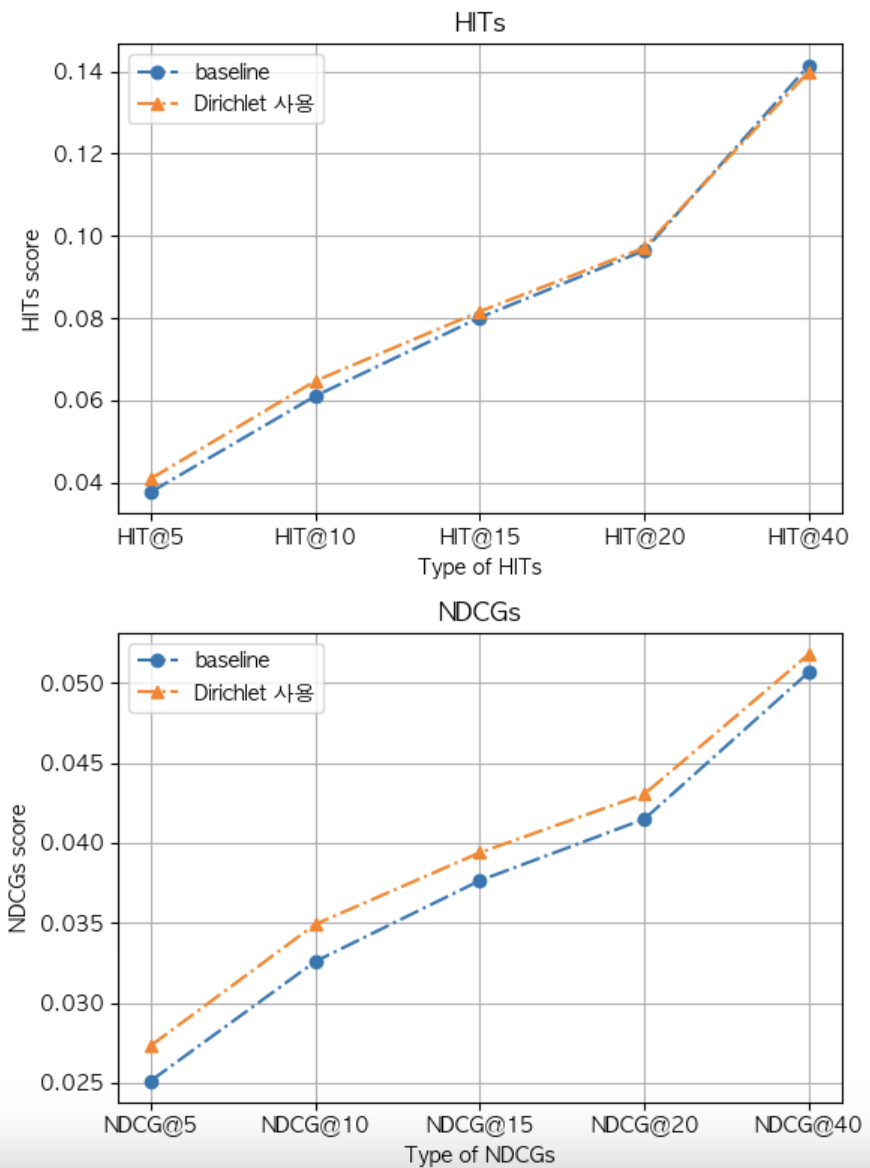 HITs
baseline
Dirichlet 사용
0.14
0.12
0.10
0.08
0.06
0.04
HITs score
HIT@5 HIT@10 HIT@15 HIT@20 HIT@40
Type of HITs
NDCGs
baseline
Dirichlet 사용
0.050
0.045
0.040
0.035
0.030
0.025
NDCGs score
NDCG@5 NDCG@10 NDCG@15 NDCG@20 NDCG@40
Type of NDCGs